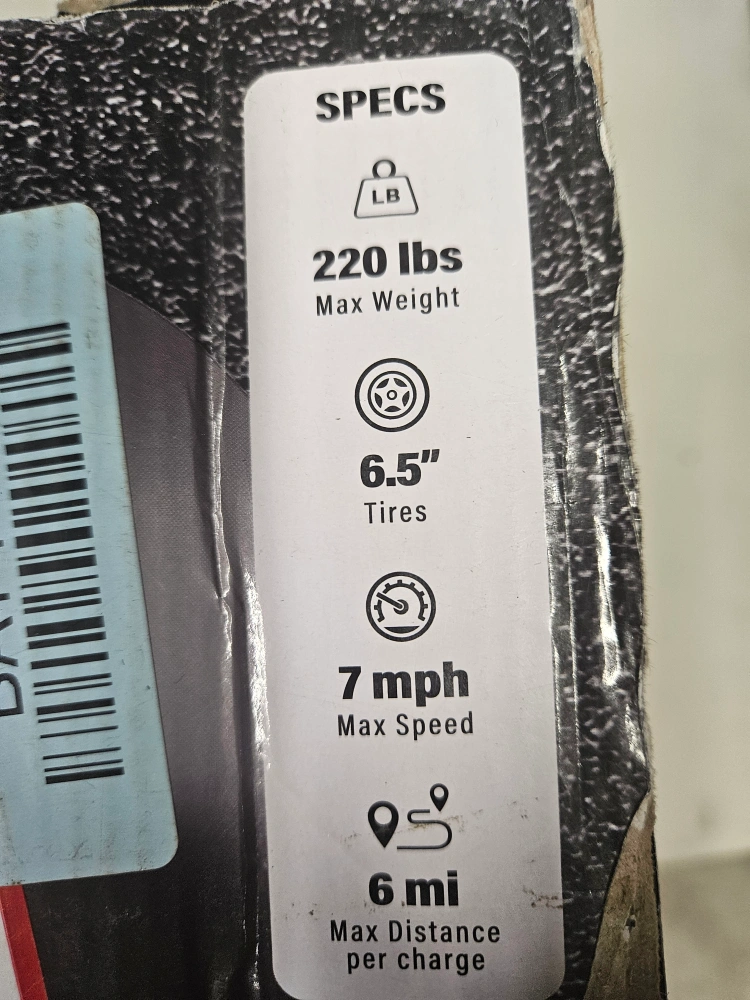 SPECS
LB
220 lbs
Max Weight
6.5”
Tires
7 mph
Max Speed
6 mi
Max Distance
per charge